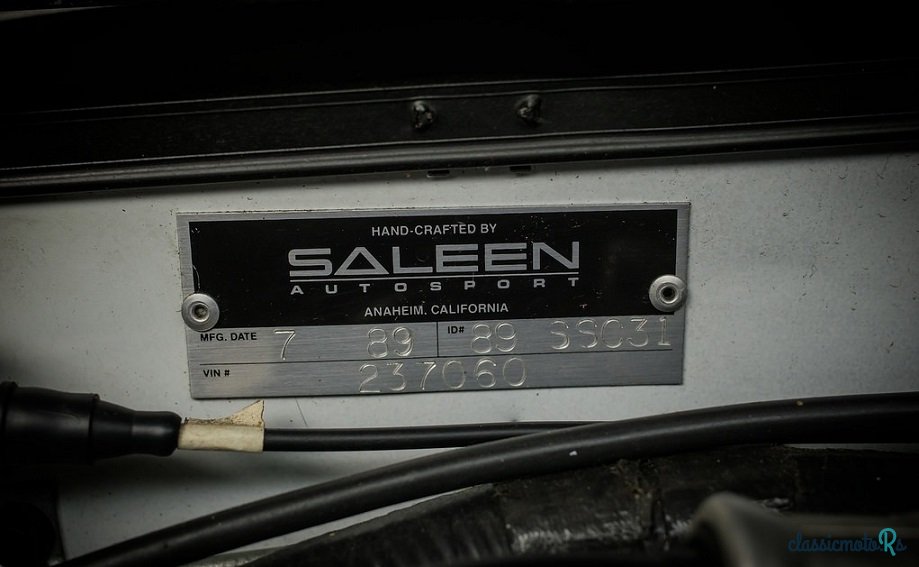 HAND-CRAFTED BY
SALEEN
AUTOSPORT
ANAHEIM, CALIFORNIA
MFG. DATE 7 89 ID# 89 SSC31
VIN # 237060
classicmotoRs